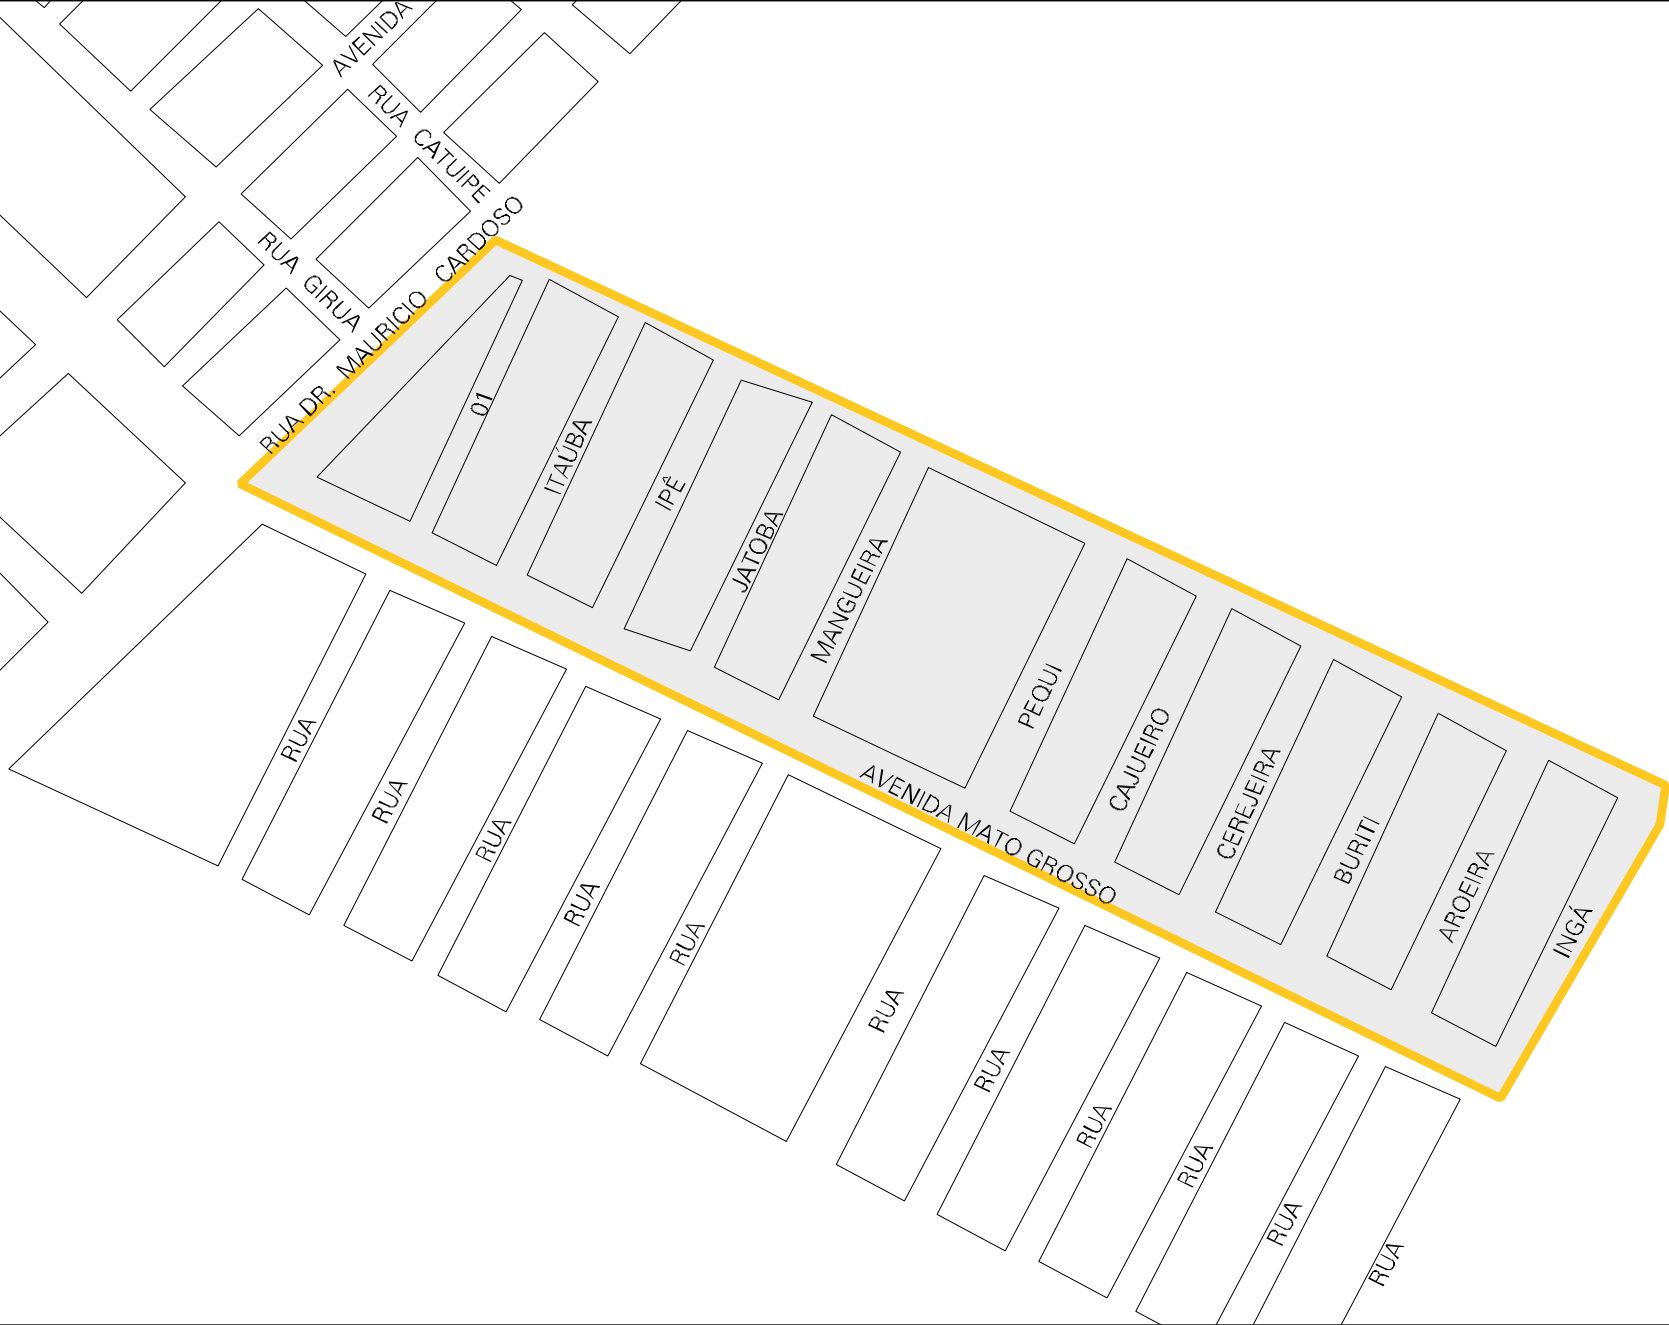 AVENIDA
RUA CATUIPE
RUA GIRUA
RUA DR. MAURICIO CARDOSO
01
ITAÚBA
IPÊ
JATOBA
MANGUEIRA
PEQUI
CAJUEIRO
CEREJEIRA
BURITI
AROEIRA
INGÁ
AVENIDA MATO GROSSO
RUA
RUA
RUA
RUA
RUA
RUA
RUA
RUA
RUA
RUA
RUA